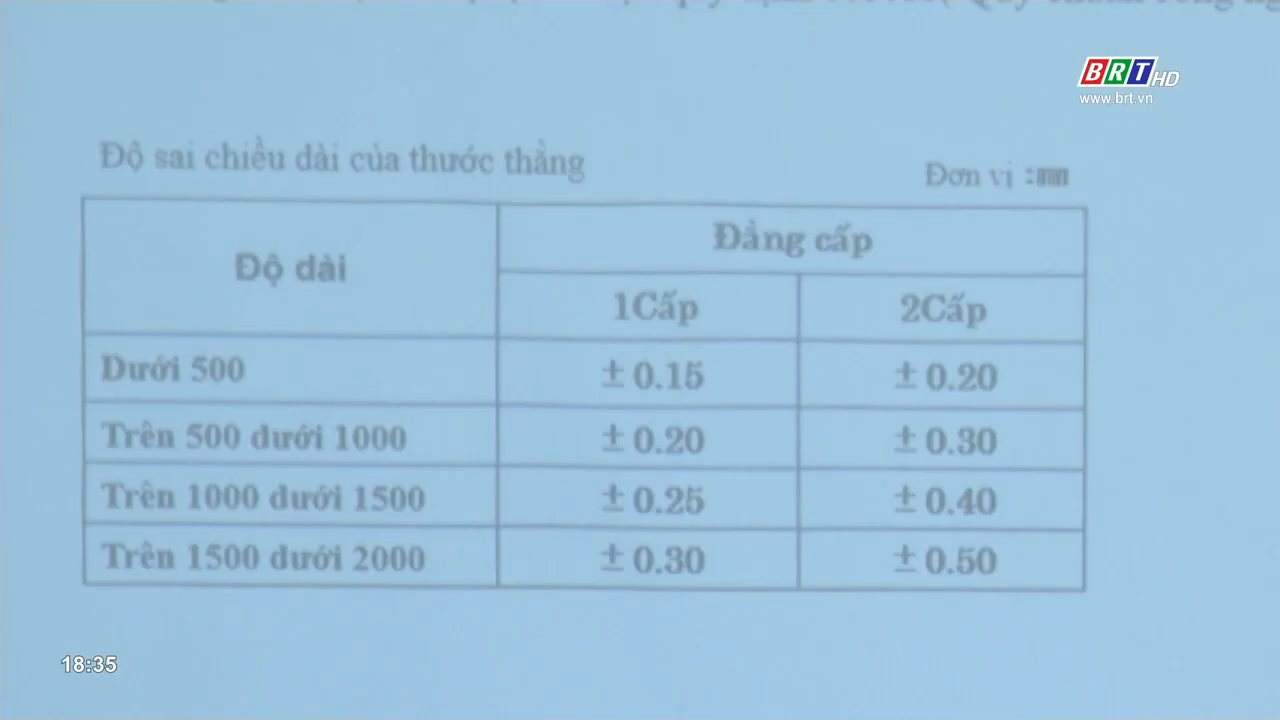 BRT HD
www.brt.vn
Độ sai chiều dài của thước thẳng
Đơn vị :mm
Độ dài
Đẳng cấp
1Cấp
2Cấp
Dưới 500
± 0.15
± 0.20
Trên 500 dưới 1000
± 0.20
± 0.30
Trên 1000 dưới 1500
± 0.25
± 0.40
Trên 1500 dưới 2000
± 0.30
± 0.50
18:35